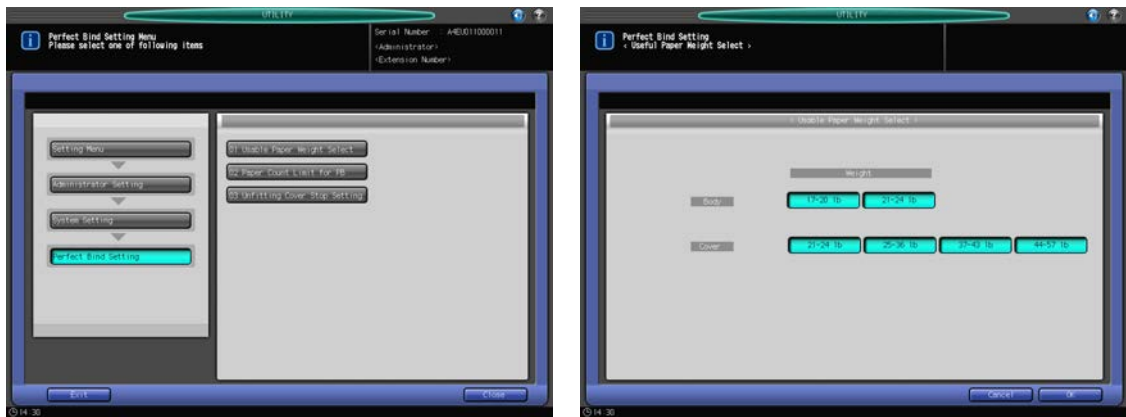 UTILITY
Perfect Bind Setting Menu
Please select one of following items
Serial Number : A4EU011000011
<Administrator>
<Extension Number>
Setting Menu
Administrator Setting
System Setting
Perfect Bind Setting
01 Usable Paper Weight Select
02 Paper Count Limit for PB
03 Unfitting Cover Stop Setting
Exit
Close
14:30
UTILITY
Perfect Bind Setting
< Useful Paper Weight Select >
< Usable Paper Weight Select >
Weight
Body
17-20 lb
21-24 lb
Cover
21-24 lb
25-36 lb
37-43 lb
44-57 lb
Cancel
OK
14:30